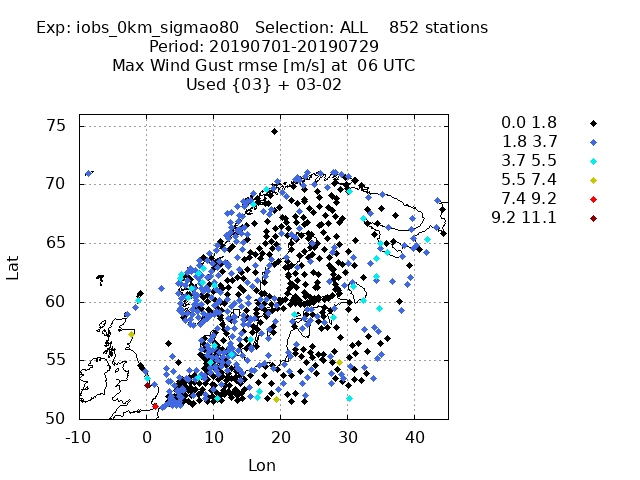 Exp: iobs_0km_sigmao80   Selection: ALL    852 stations
Period: 20190701-20190729
Max Wind Gust rmse [m/s] at  06 UTC
Used {03} + 03-02
0.0 1.8
1.8 3.7
3.7 5.5
5.5 7.4
7.4 9.2
9.2 11.1
75
70
65
60
55
50
Lat
-10 0 10 20 30 40
Lon